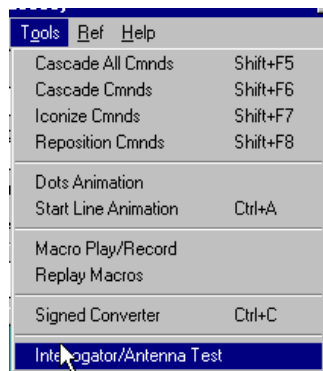 Tools Ref Help
Cascade All Cmnds Shift+F5
Cascade Cmnds Shift+F6
Iconize Cmnds Shift+F7
Reposition Cmnds Shift+F8
Dots Animation
Start Line Animation Ctrl+A
Macro Play/Record
Replay Macros
Signed Converter Ctrl+C
Interrogator/Antenna Test